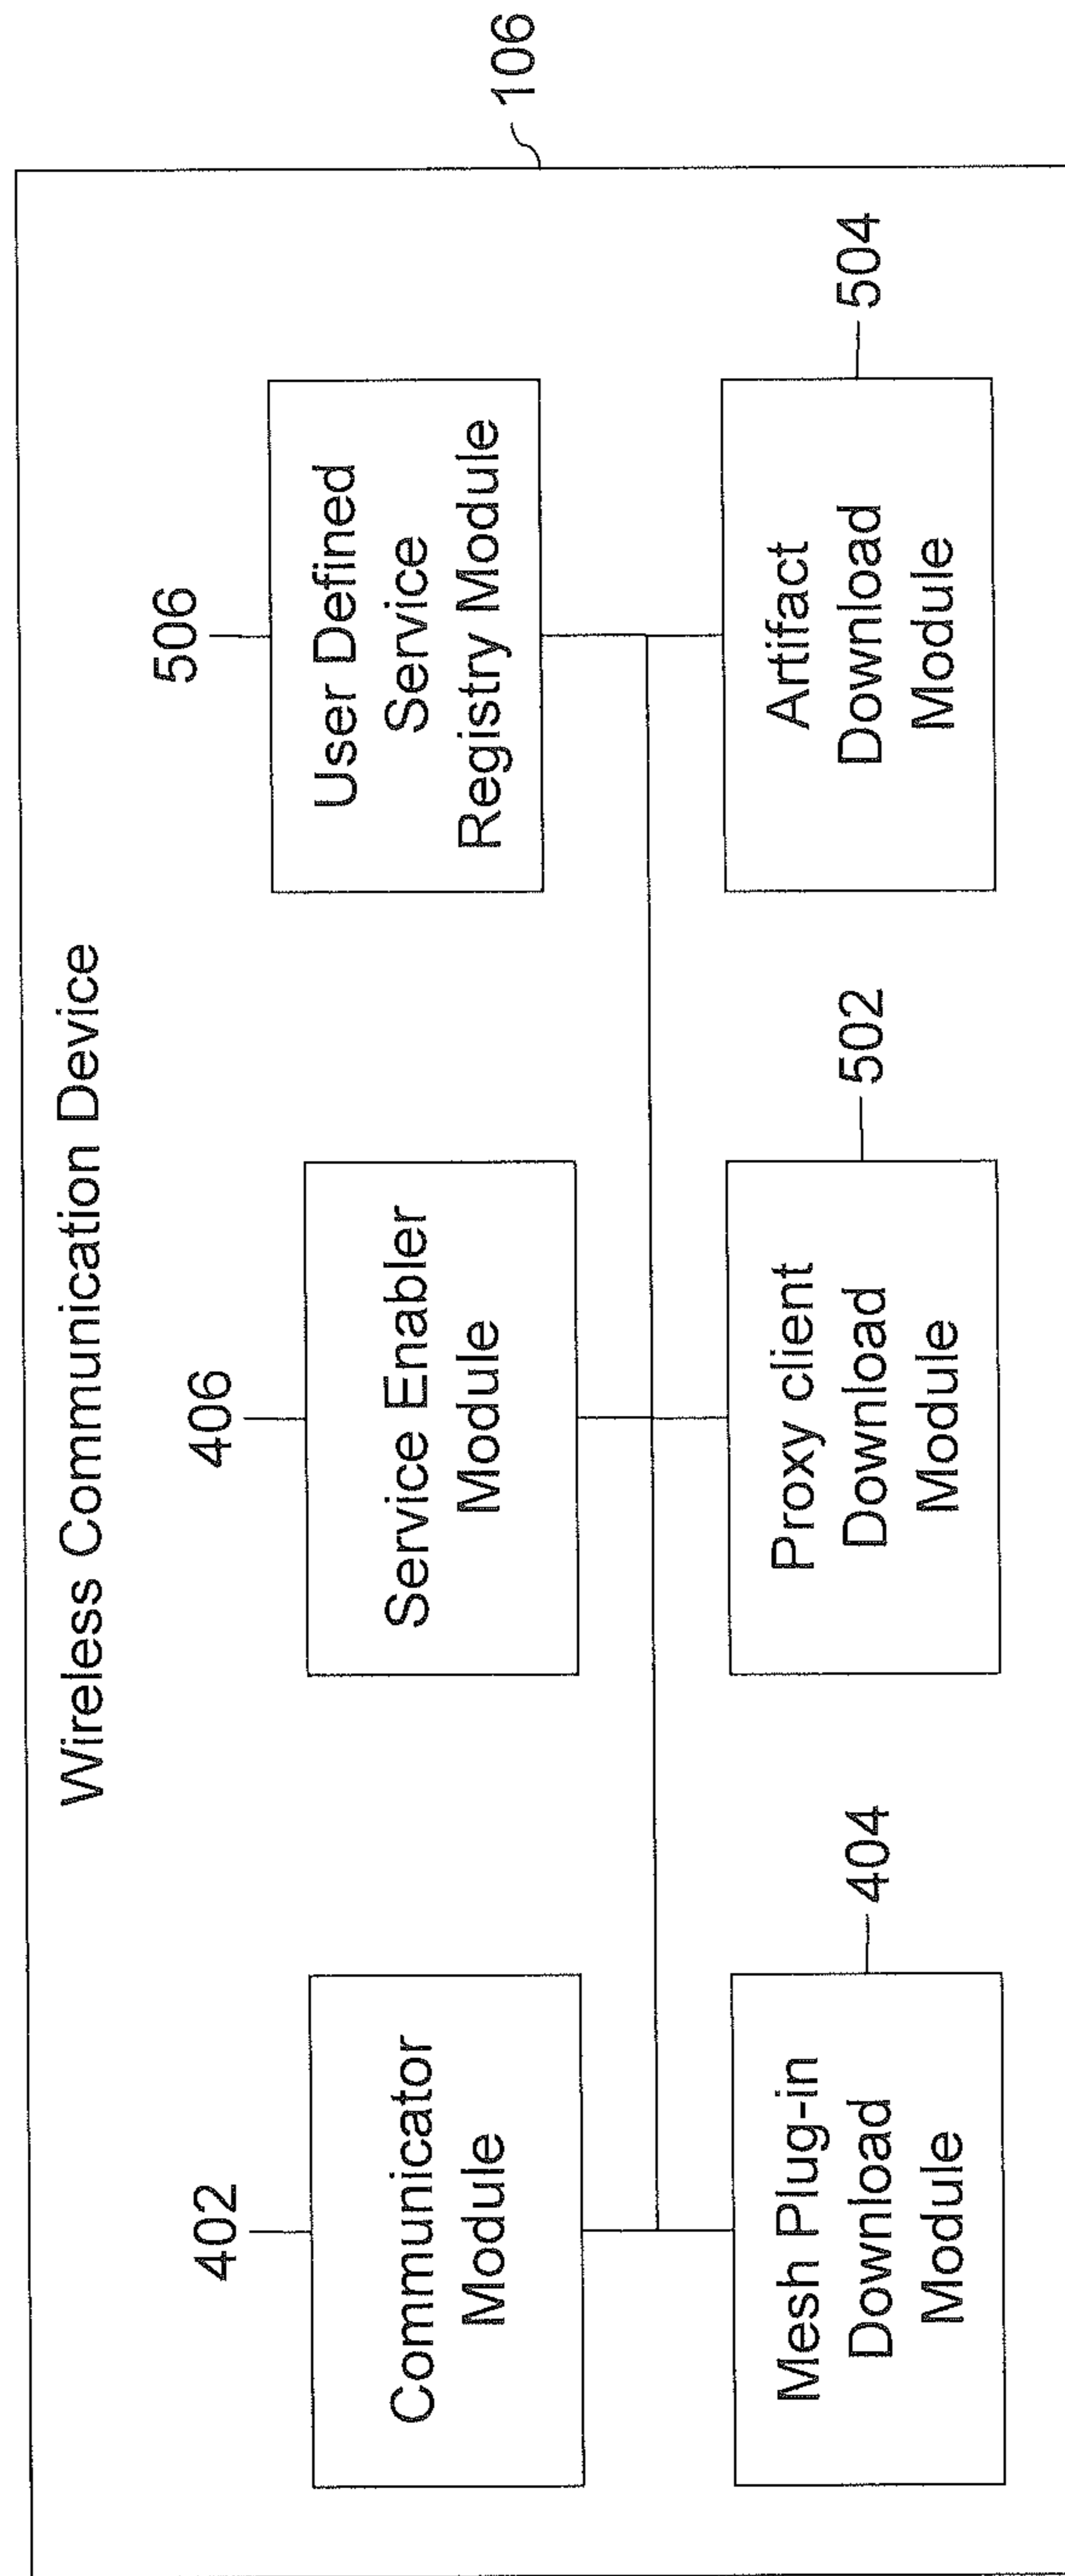 Wireless Communication Device
106
402
Communicator
Module
406
Service Enabler
Module
506
User Defined
Service
Registry Module
Mesh Plug-in
Download
Module
404
Proxy client
Download
Module
502
Artifact
Download
Module
504